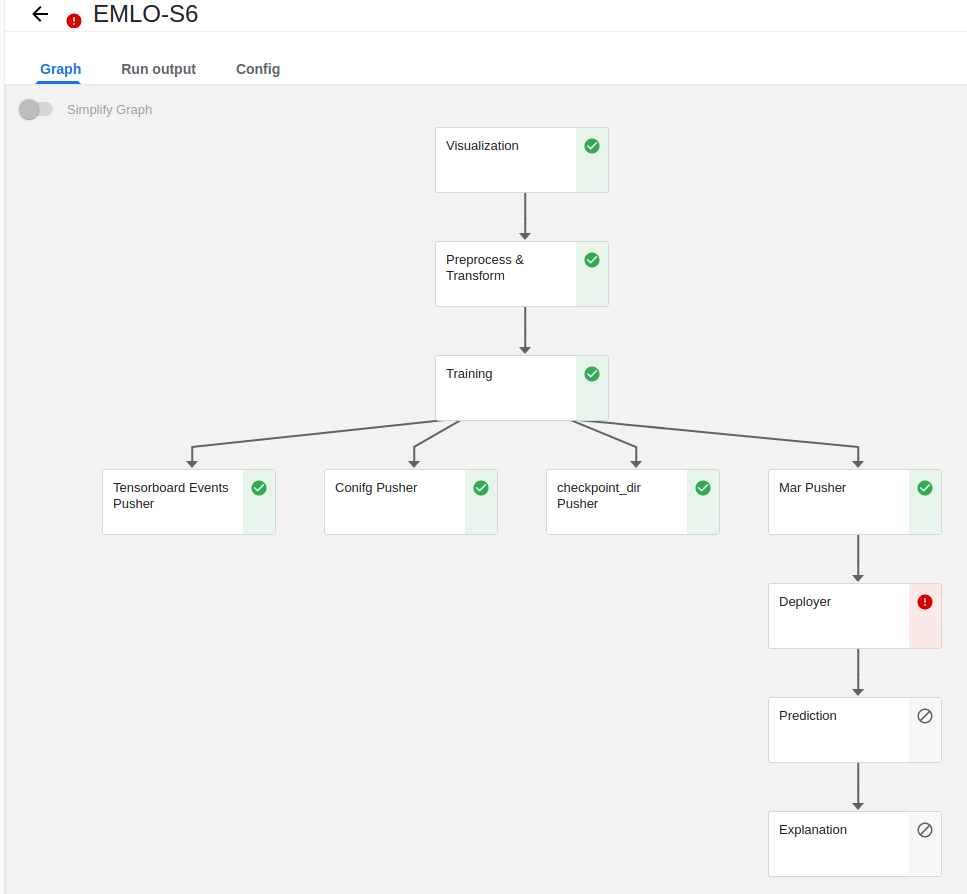 EMLO-S6
Graph Run output Config
Simplify Graph
Visualization
Preprocess &
Transform
Training
Tensorboard Events
Pusher
Conifg Pusher
checkpoint_dir
Pusher
Mar Pusher
Deployer
Prediction
Explanation